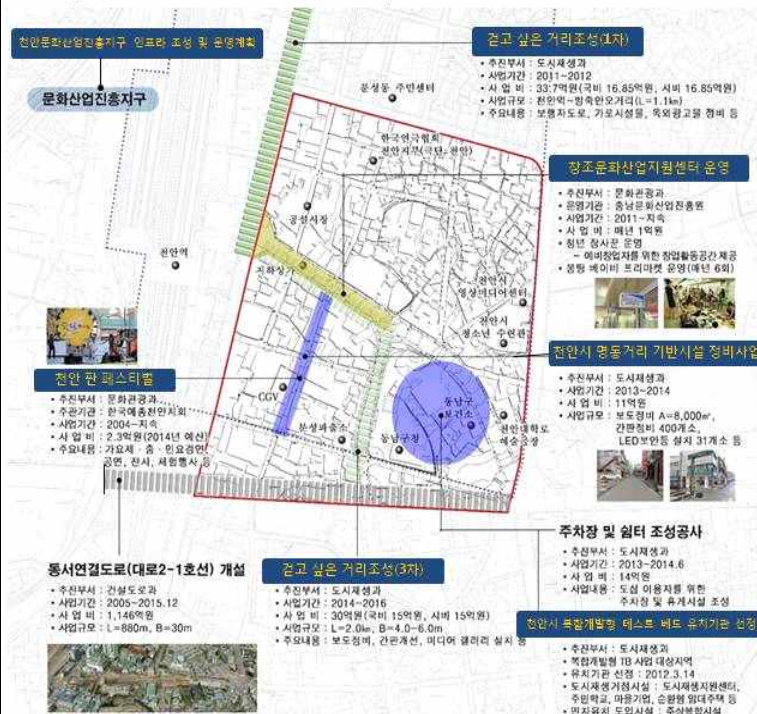 천안문화산업진흥지구 인프라 조성 및 운영계획
문화산업진흥지구
걷고 싶은 거리조성(1차)
• 추진부서 : 도시재생과
• 사업기간 : 2011~2012
• 사 업 비 : 33.7억원(국비 16.85억원, 시비 16.85억원)
• 사업규모 : 천안역~방죽안오거리(L=1.1km)
• 주요내용 : 보행자도로, 가로시설물, 옥외광고물 정비 등
문성동 주민센터
한국연극협회
천안지부(극단 천안)
공설시장
천안역
지하상가
천안시
영상미디어센터
천안시
청소년 수련관
CGV
문성파출소
동남구청
동남구
보건소
천안대학로
예술극장
창조문화산업지원센터 운영
• 추진부서 : 문화관광과
• 운영기관 : 충남문화산업진흥원
• 사업기간 : 2011~지속
• 사 업 비 : 매년 1억원
• 청년 장사꾼 운영
– 예비창업자를 위한 창업활동공간 제공
• 몽땅 베이비 프리마켓 운영(매년 6회)
천안시 명동거리 기반시설 정비사업
• 추진부서 : 도시재생과
• 사업기간 : 2013~2014
• 사 업 비 : 11억원
• 사업규모 : 보도정비 A=8,000㎡,
간판정비 400개소,
LED보안등 설치 31개소 등
천안 판 페스티벌
• 추진부서 : 문화관광과
• 주관기관 : 한국예총천안지회
• 사업기간 : 2004~지속
• 사 업 비 : 2.3억원(2014년 예산)
• 주요내용 : 가요제 · 춤 · 민요경연,
공연, 전시, 체험행사 등
동서연결도로(대로2-1호선) 개설
• 추진부서 : 건설도로과
• 사업기간 : 2005~2015.12
• 사 업 비 : 1,146억원
• 사업규모 : L=880m, B=30m
걷고 싶은 거리조성(3차)
• 추진부서 : 도시재생과
• 사업기간 : 2014~2016
• 사 업 비 : 30억원(국비 15억원, 시비 15억원)
• 사업규모 : L=2.0km, B=4.0~6.0m
• 주요내용 : 보도정비, 간판개선, 미디어 갤러리 설치 등
주차장 및 쉼터 조성공사
• 추진부서 : 도시재생과
• 사업기간 : 2013~2014.6
• 사 업 비 : 14억원
• 사업내용 : 도심 이용자를 위한
주차장 및 휴게시설 조성
천안시 복합개발형 테스트 베드 유치기관 선정
• 추진부서 : 도시재생과
• 복합개발형 TB 사업 대상지역
• 유치기관 선정 : 2012.3.14
• 도시재생거점시설 : 도시재생지원센터,
주민학교, 마을기업, 순환형 임대주택 등
• 민자유치 도입시설 : 주상복합시설